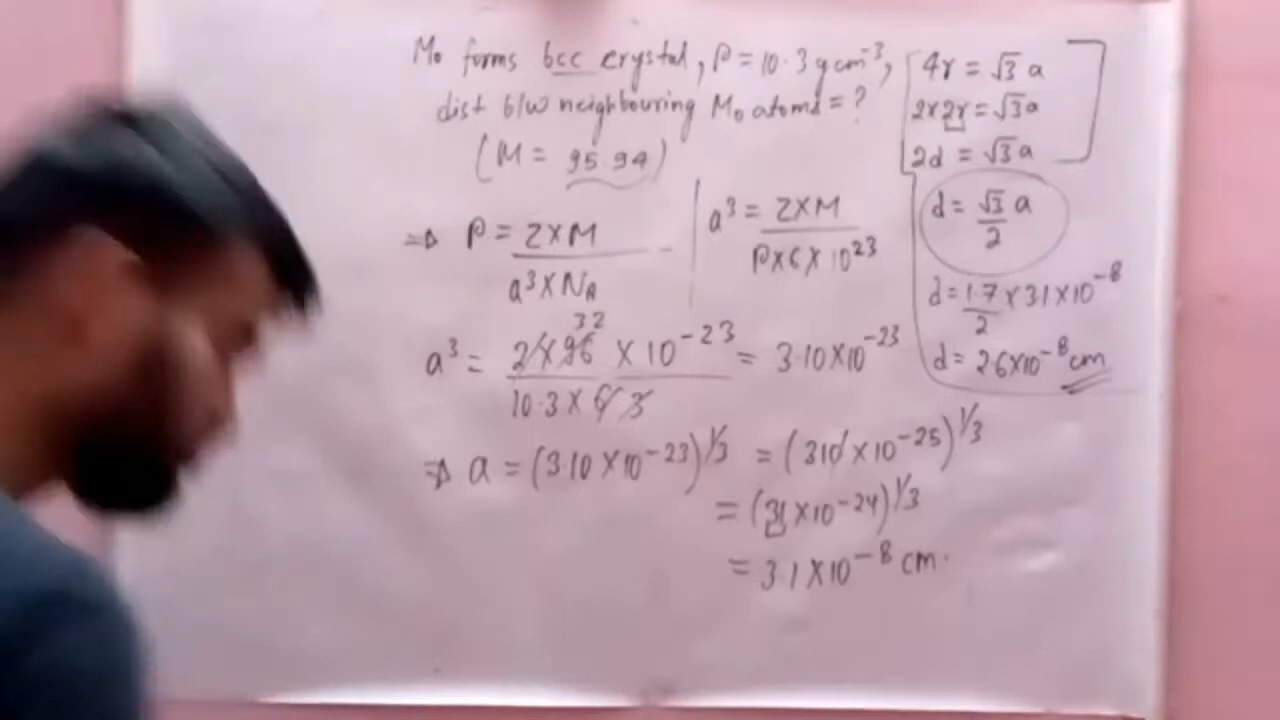 Mo forms bcc crystal, ρ = 10.3 g cm⁻³,
dist b/w neighbouring Mo atoms = ?
(M = 95.94)
⇒ ρ = Z×M / a³×N_A
a³ = Z×M / ρ×6×10²³
a³ = 2×96 × 10⁻²³ / 10.3 × 6 = 3.10×10⁻²³
32
3
⇒ a = (3.10×10⁻²³)^1/3 = (310×10⁻²⁵)^1/3
= (31×10⁻²⁴)^1/3
= 3.1×10⁻⁸ cm.
4r = √3 a
2×2r = √3a
2d = √3a
d = √3/2 a
d = 1.7/2 × 3.1×10⁻⁸
d = 2.6×10⁻⁸ cm